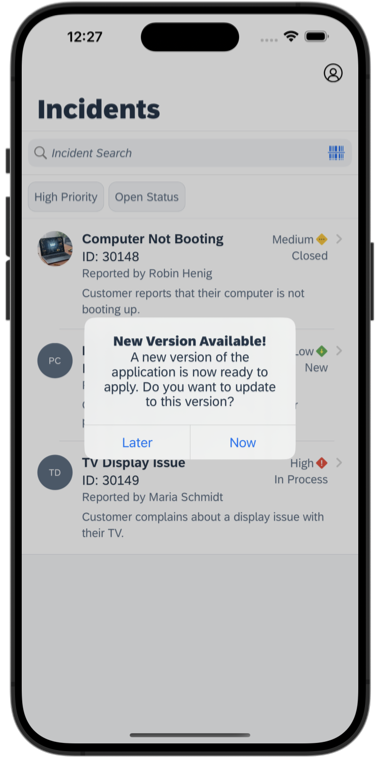 12:27
Incidents
Incident Search
High Priority
Open Status
Computer Not Booting
Medium
ID: 30148
Closed
Reported by Robin Henig
Customer reports that their computer is not
booting up.
New Version Available!
A new version of the
application is now ready to
apply. Do you want to update
to this version?
Later
Now
PC
Low
New
TD
TV Display Issue
High
ID: 30149
In Process
Reported by Maria Schmidt
Customer complains about a display issue with
their TV.